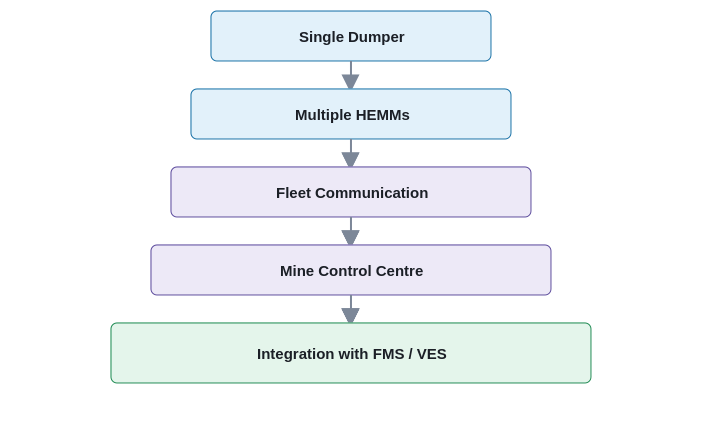 Single Dumper
Multiple HEMMs
Fleet Communication
Mine Control Centre
Integration with FMS / VES